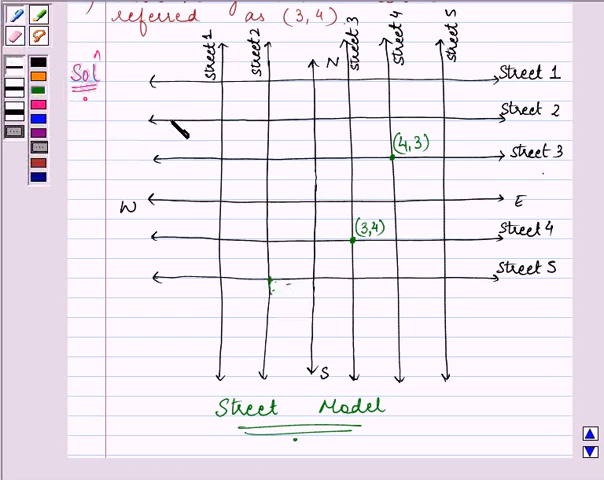 referred as (3,4)
Sol^n
Street 1
Street 2
Street 3
Street 4
Street 5
N
Street 1
Street 2
(4,3)
Street 3
W
E
(3,4)
Street 4
Street 5
S
Street Model